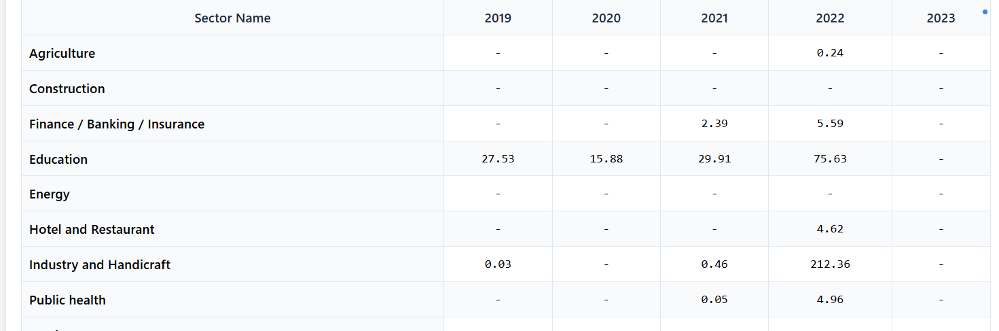 Sector Name 2019 2020 2021 2022 2023
Agriculture - - - 0.24 -
Construction - - - - -
Finance / Banking / Insurance - - 2.39 5.59 -
Education 27.53 15.88 29.91 75.63 -
Energy - - - - -
Hotel and Restaurant - - - 4.62 -
Industry and Handicraft 0.03 - 0.46 212.36 -
Public health - - 0.05 4.96 -